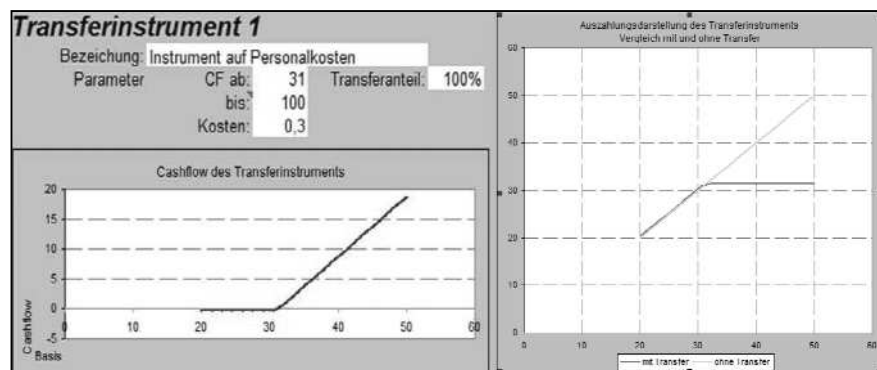 Transferinstrument 1
Bezeichung: Instrument auf Personalkosten
Parameter CF ab: 31 Transferanteil: 100%
bis: 100
Kosten: 0,3
Cashflow des Transferinstruments
20
15
10
5
0
-5
0 10 20 30 40 50 60
Cashflow
Basis
Auszahlungsdarstellung des Transferinstruments
Vergleich mit und ohne Transfer
60
50
40
30
20
10
0
0 10 20 30 40 50 60
mit Transfer ohne Transfer